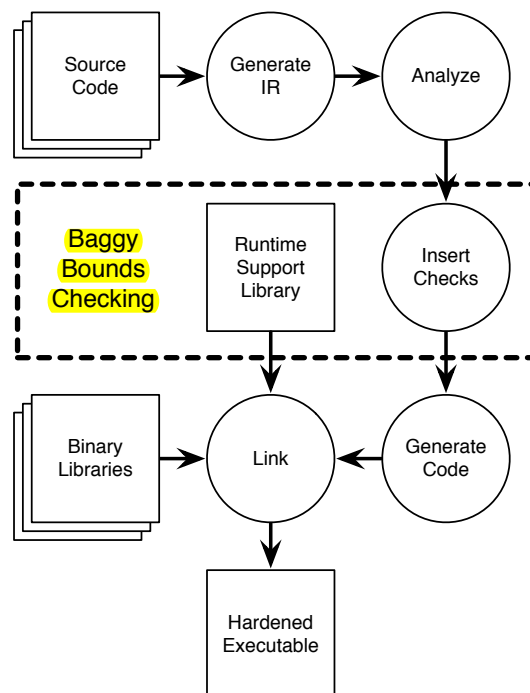 Source
Code
Generate
IR
Analyze
Baggy
Bounds
Checking
Runtime
Support
Library
Insert
Checks
Binary
Libraries
Link
Generate
Code
Hardened
Executable